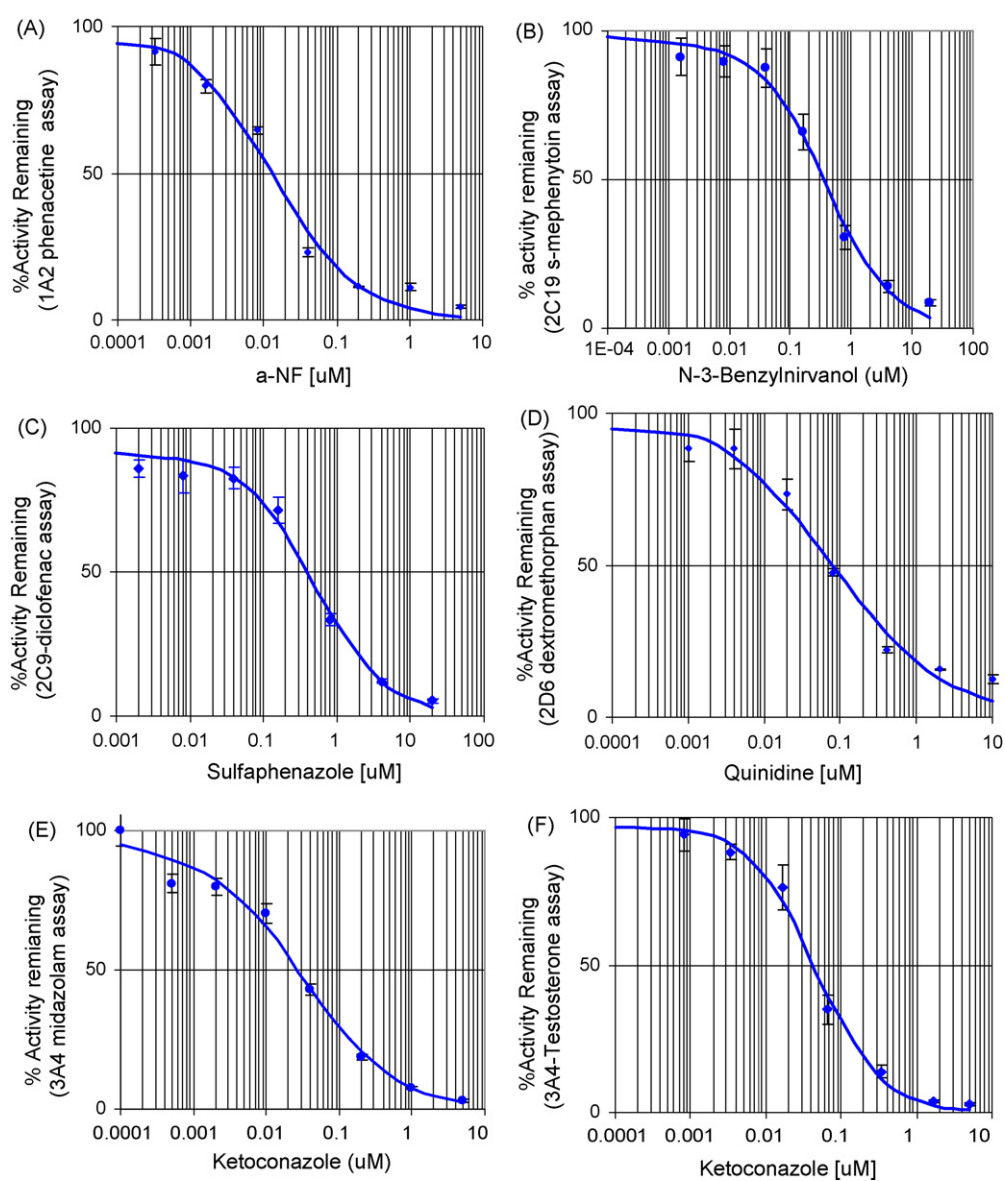 (A)
%Activity Remaining
(1A2 phenacetine assay)
100
50
0
0.0001 0.001 0.01 0.1 1 10
a-NF [uM]
(B)
% activity remianing
(2C19 s-mephenytoin assay)
100
50
0
1E-04 0.001 0.01 0.1 1 10 100
N-3-Benzylnirvanol (uM)
(C)
%Activity Remaining
(2C9-diclofenac assay)
100
50
0
0.001 0.01 0.1 1 10 100
Sulfaphenazole [uM]
(D)
%Activity Remaining
(2D6 dextromethorphan assay)
100
50
0
0.0001 0.001 0.01 0.1 1 10
Quinidine [uM]
(E)
% Activity remianing
(3A4 midazolam assay)
100
50
0
0.0001 0.001 0.01 0.1 1 10
Ketoconazole (uM)
(F)
%Activity Remaining
(3A4-Testosterone assay)
100
50
0
0.0001 0.001 0.01 0.1 1 10
Ketoconazole [uM]